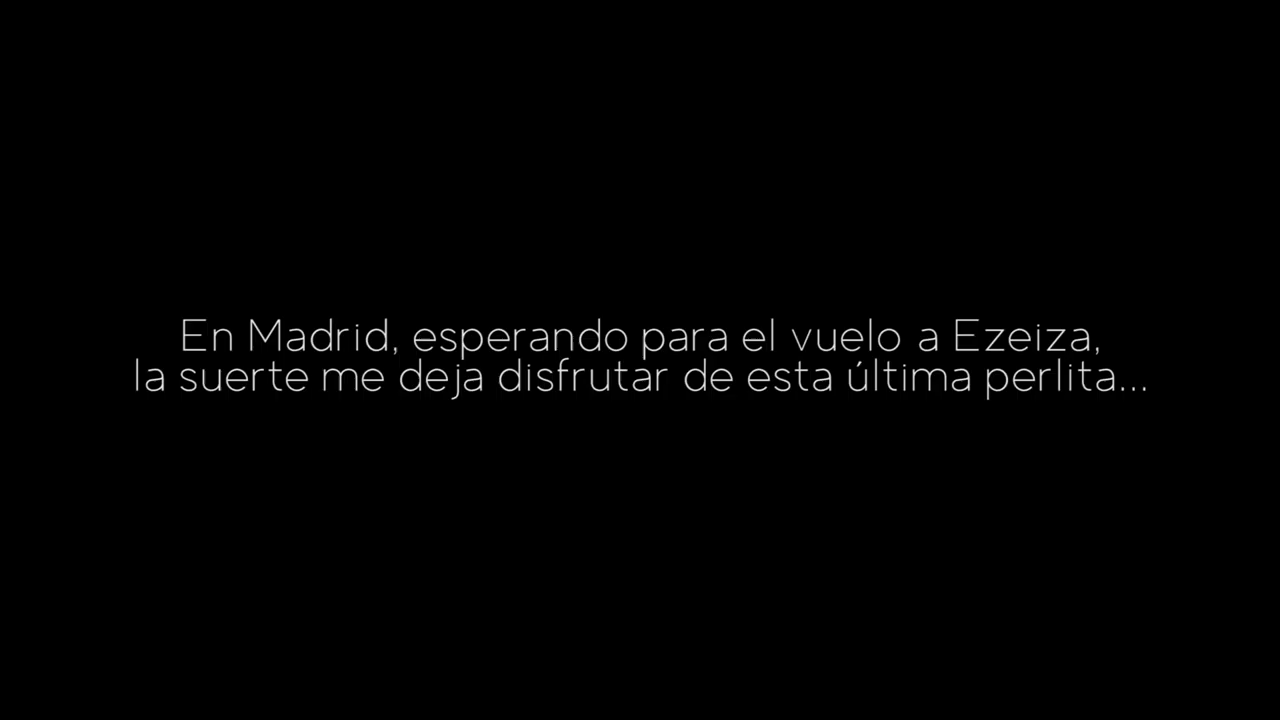 En Madrid, esperando para el vuelo a Ezeiza,
la suerte me deja disfrutar de esta última perlita...